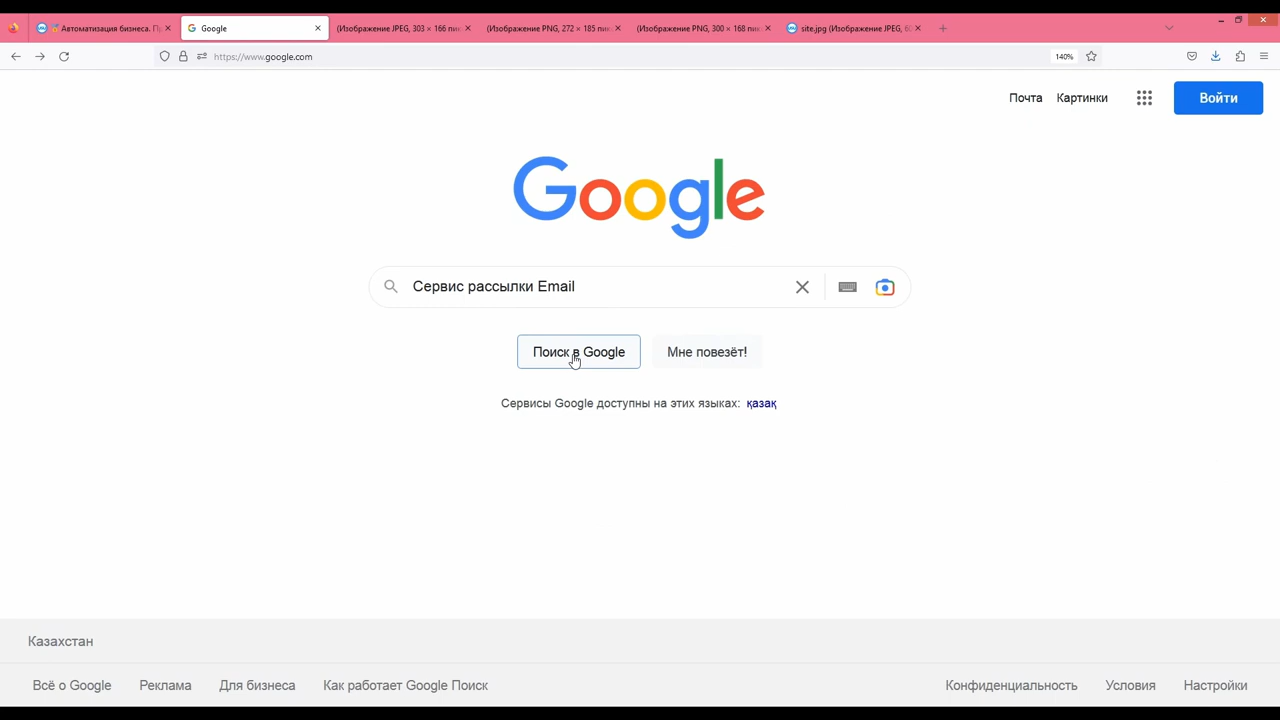 🏅Автоматизация бизнеса. П
Google
(Изображение JPEG, 303 × 166 пик
(Изображение PNG, 272 × 185 пик
(Изображение PNG, 300 × 168 пик
site.jpg (Изображение JPEG, 60
https://www.google.com
140%
Почта
Картинки
Войти
Google
Сервис рассылки Email
Поиск в Google
Мне повезёт!
Сервисы Google доступны на этих языках: қазақ
Казахстан
Всё о Google
Реклама
Для бизнеса
Как работает Google Поиск
Конфиденциальность
Условия
Настройки